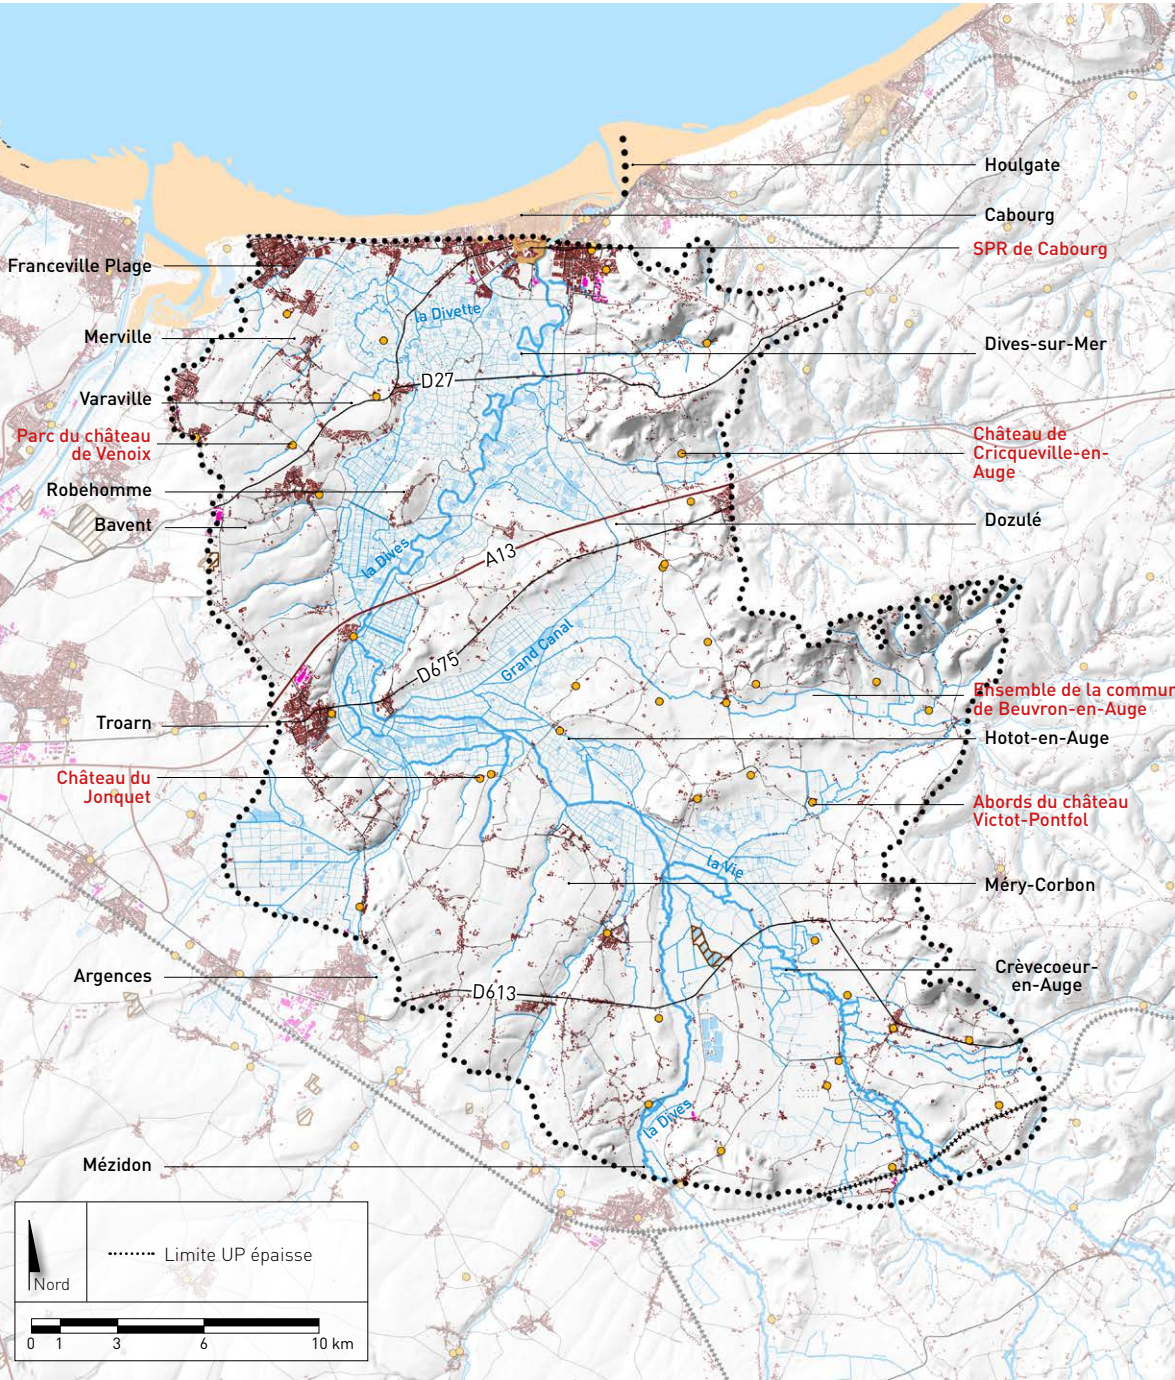 Houlgate
Cabourg
SPR de Cabourg
Franceville Plage
la Divette
Merville
Dives-sur-Mer
D27
Varaville
Parc du château
de Venoix
Château de
Cricqueville-en-
Auge
Robehomme
Bavent
Dozulé
la Dives
A13
Grand Canal
D675
Ensemble de la commun
de Beuvron-en-Auge
Troarn
Hotot-en-Auge
Château du
Jonquet
Abords du château
Victot-Pontfol
la Vie
Méry-Corbon
Argences
Crèvecoeur-
en-Auge
D613
la Dives
Mézidon
Limite UP épaisse
Nord
0 1 3 6 10 km